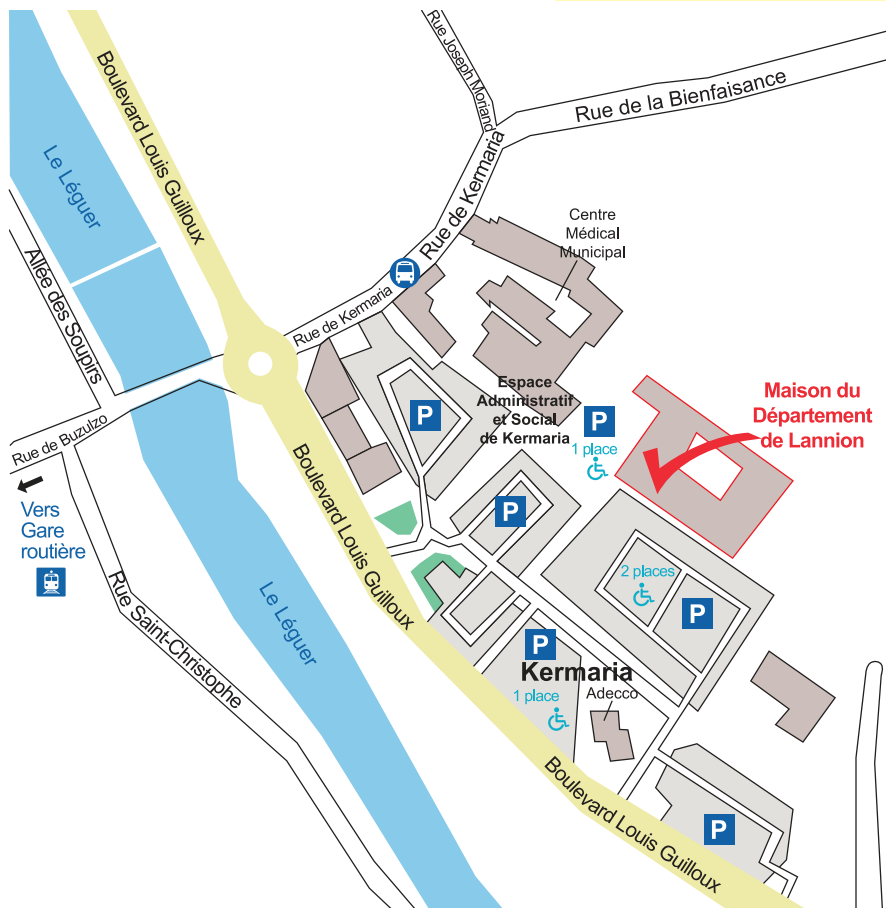 Rue Joseph Morland
Rue de la Bienfaisance
Boulevard Louis Guilloux
Le Léguer
Rue de Kermaria
Centre
Médical
Municipal
Allée des Soupirs
Rue de Kermaria
Espace
Administratif
et Social
de Kermaria
Maison du
Département
de Lannion
P
P
1 place
Rue de Buzulzo
Vers
Gare
routière
P
Boulevard Louis Guilloux
2 places
P
Rue Saint-Christophe
Le Léguer
P
Kermaria
1 place
Adecco
Boulevard Louis Guilloux
P